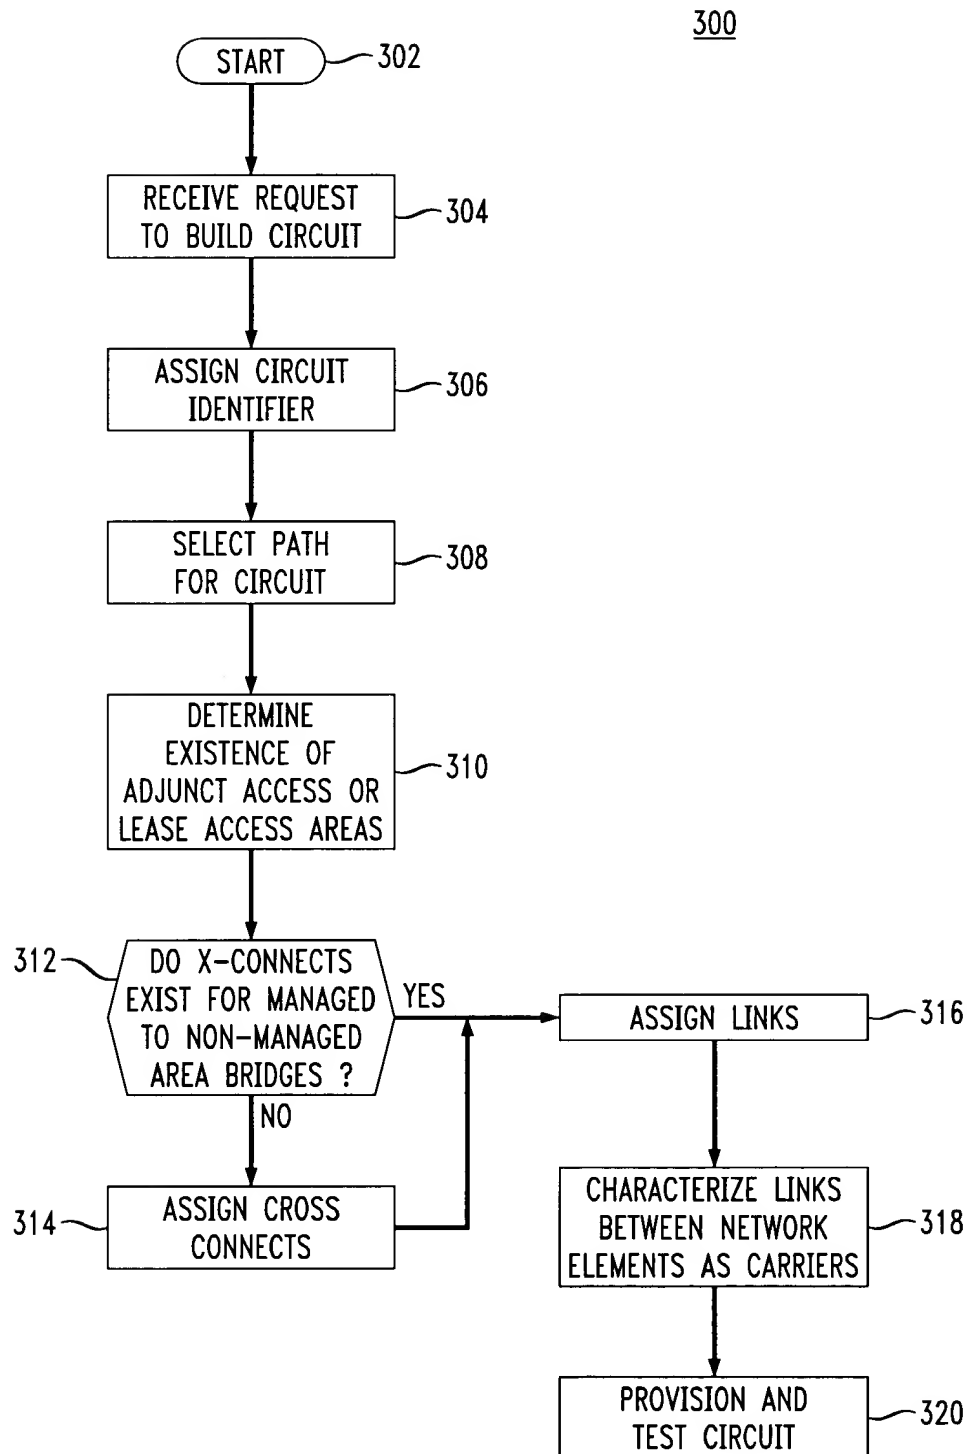 300
START
302
RECEIVE REQUEST
TO BUILD CIRCUIT
304
ASSIGN CIRCUIT
IDENTIFIER
306
SELECT PATH
FOR CIRCUIT
308
DETERMINE
EXISTENCE OF
ADJUNCT ACCESS OR
LEASE ACCESS AREAS
310
312
DO X-CONNECTS
EXIST FOR MANAGED
TO NON-MANAGED
AREA BRIDGES ?
YES
NO
314
ASSIGN CROSS
CONNECTS
ASSIGN LINKS
316
CHARACTERIZE LINKS
BETWEEN NETWORK
ELEMENTS AS CARRIERS
318
PROVISION AND
TEST CIRCUIT
320